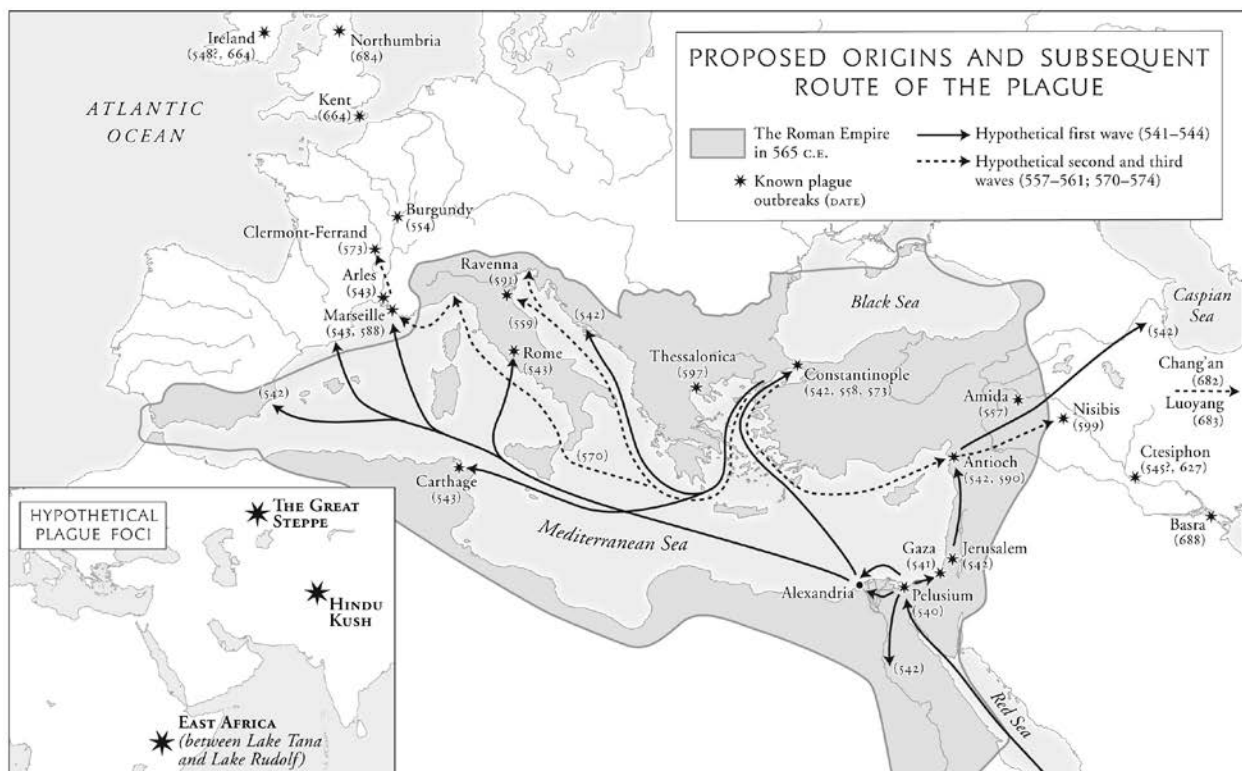 PROPOSED ORIGINS AND SUBSEQUENT
ROUTE OF THE PLAGUE
The Roman Empire
in 565 C.E.
Known plague
outbreaks (DATE)
Hypothetical first wave (541–544)
Hypothetical second and third
waves (557–561; 570–574)
Ireland
(548?, 664)
Northumbria
(684)
Kent
(664)
ATLANTIC
OCEAN
Burgundy
(554)
Clermont-Ferrand
(573)
Arles
(543)
Marseille
(543, 588)
Ravenna
(591)
(559)
(542)
Rome
(543)
(542)
(570)
Carthage
(543)
Thessalonica
(597)
Black Sea
Constantinople
(542, 558, 573)
Caspian
Sea
(542)
Chang'an
(682)
Luoyang
(683)
Amida
(557)
Nisibis
(599)
Antioch
(542, 590)
Ctesiphon
(545?, 627)
Basra
(688)
Mediterranean Sea
Gaza
(541)
Jerusalem
(542)
Alexandria
Pelusium
(540)
(542)
Red Sea
HYPOTHETICAL
PLAGUE FOCI
THE GREAT
STEPPE
HINDU
KUSH
EAST AFRICA
(between Lake Tana
and Lake Rudolf)